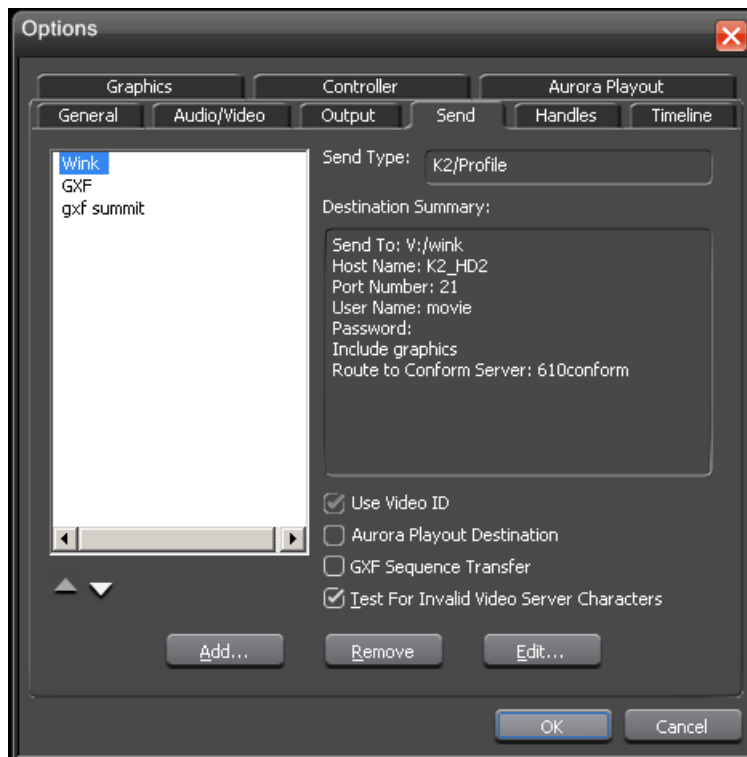 Options
Graphics Controller Aurora Playout
General Audio/Video Output Send Handles Timeline
Wink
GXF
gxf summit
Send Type: K2/Profile
Destination Summary:
Send To: V:/wink
Host Name: K2_HD2
Port Number: 21
User Name: movie
Password:
Include graphics
Route to Conform Server: 610conform
Use Video ID
Aurora Playout Destination
GXF Sequence Transfer
Test For Invalid Video Server Characters
Add... Remove Edit...
OK Cancel